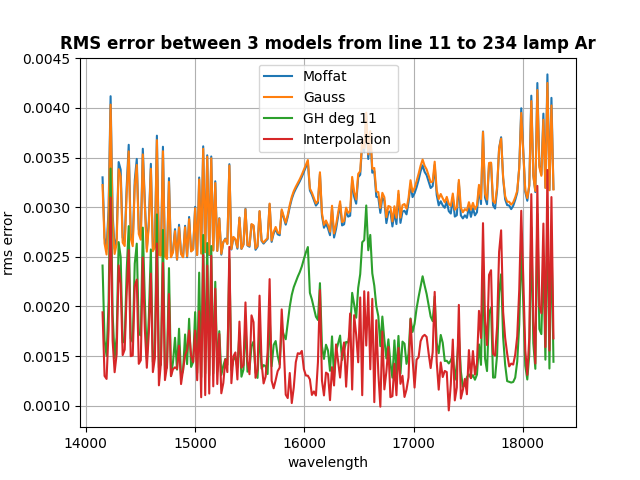 RMS error between 3 models from line 11 to 234 lamp Ar
0.0045
0.0040
0.0035
0.0030
0.0025
0.0020
0.0015
0.0010
rms error
Moffat
Gauss
GH deg 11
Interpolation
14000 15000 16000 17000 18000
wavelength